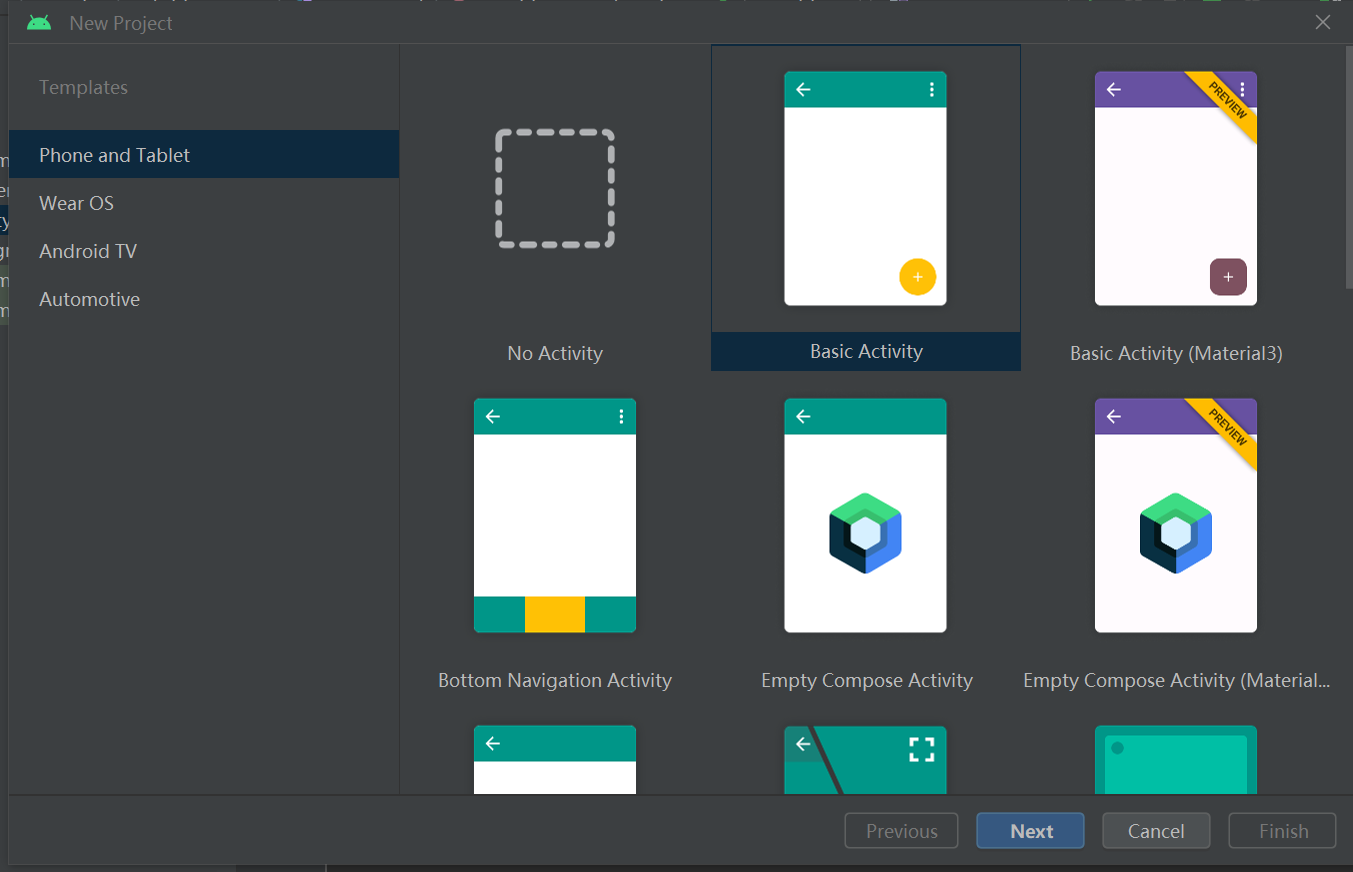 New Project
Templates
Phone and Tablet
Wear OS
Android TV
Automotive
PREVIEW
No Activity
Basic Activity
Basic Activity (Material3)
PREVIEW
Bottom Navigation Activity
Empty Compose Activity
Empty Compose Activity (Material...
Previous
Next
Cancel
Finish